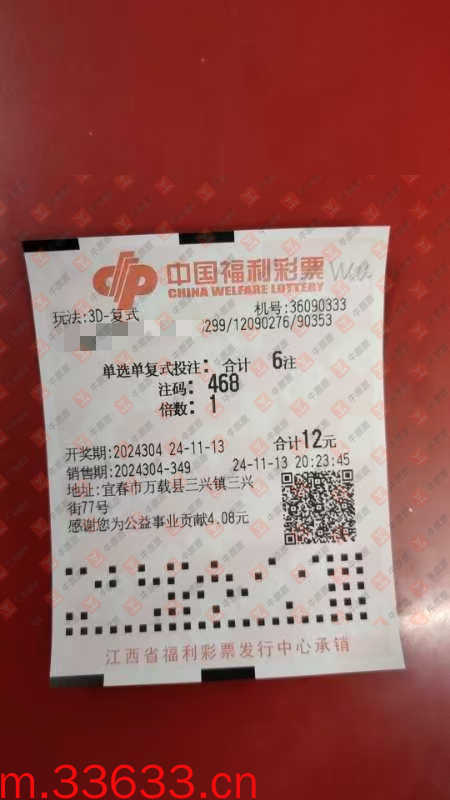 中国福利彩票
CHINA WELFARE LOTTERY
玩法:3D-复式
机号:36090333
299/12090276/90353
单选单复式投注: 合计 6注
注码: 468
倍数: 1
开奖期:2024304 24-11-13 合计12元
销售期:2024304-349 24-11-13 20:23:45
地址:宜春市万载县三兴镇三兴
街77号
感谢您为公益事业贡献4.08元
江西省福利彩票发行中心承销
m.33633.cn